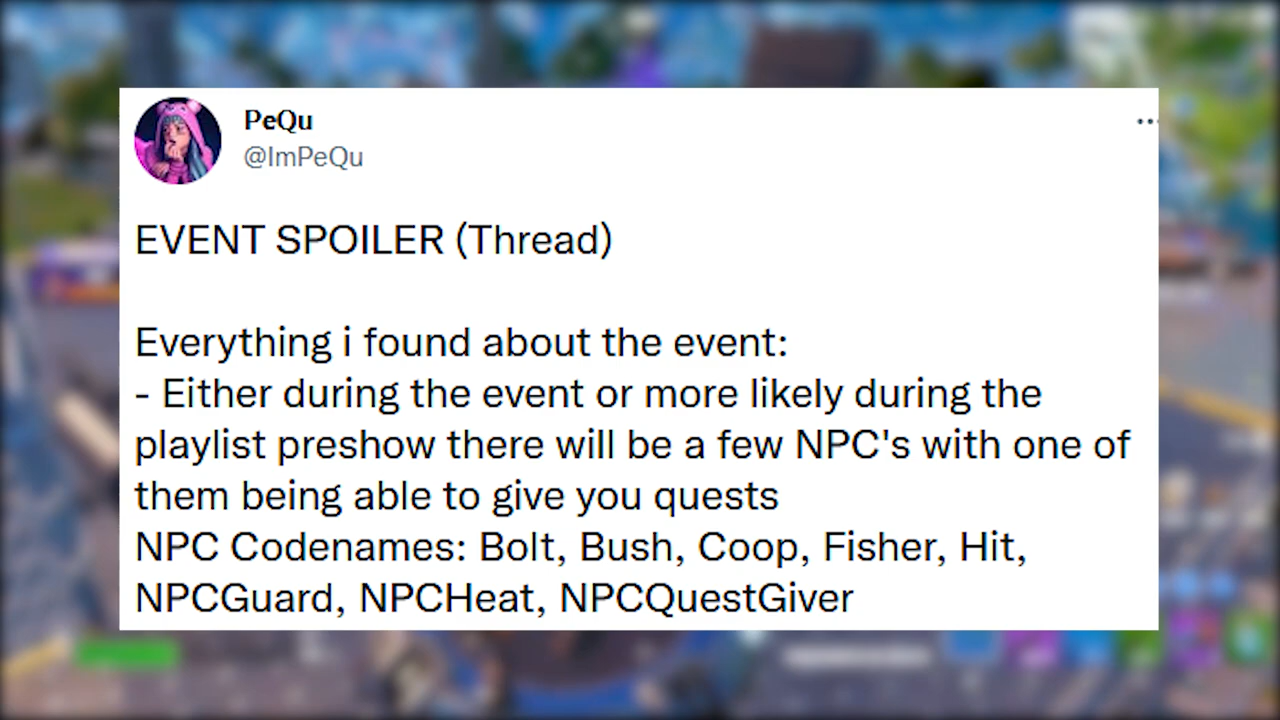 PeQu
@ImPeQu
EVENT SPOILER (Thread)
Everything i found about the event:
- Either during the event or more likely during the
playlist preshow there will be a few NPC's with one of
them being able to give you quests
NPC Codenames: Bolt, Bush, Coop, Fisher, Hit,
NPCGuard, NPCHeat, NPCQuestGiver